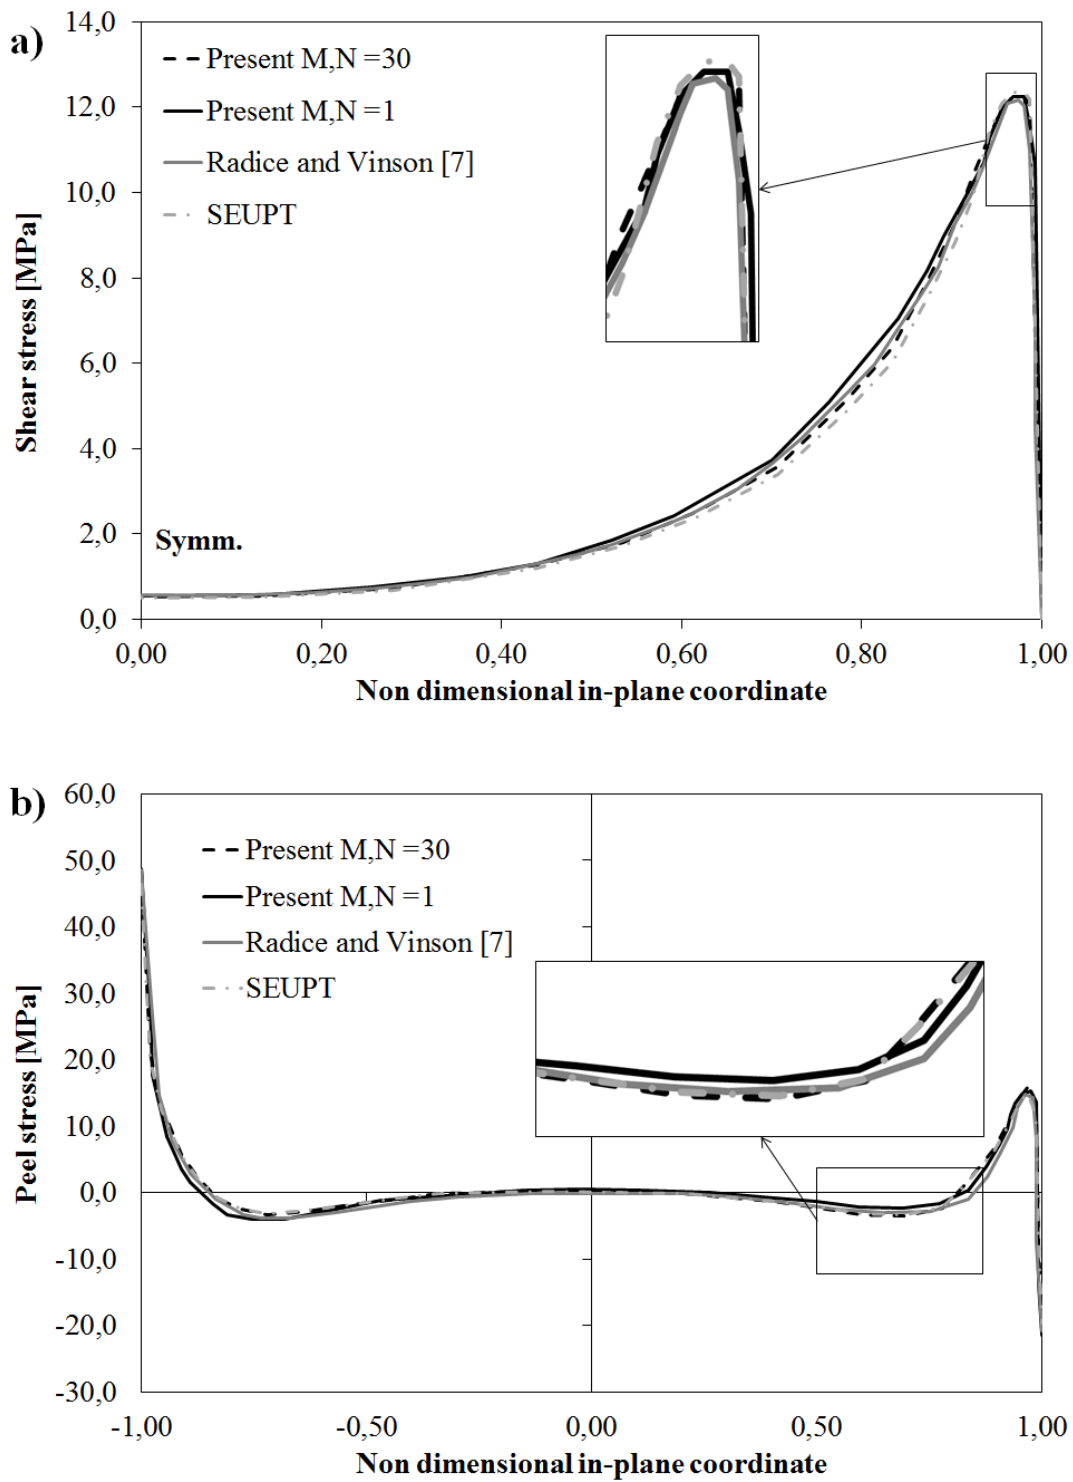 a)
14,0
12,0
10,0
8,0
6,0
4,0
2,0
0,0
Shear stress [MPa]
Present M,N =30
Present M,N =1
Radice and Vinson [7]
SEUPT
Symm.
0,00 0,20 0,40 0,60 0,80 1,00
Non dimensional in-plane coordinate
b)
60,0
50,0
40,0
30,0
20,0
10,0
0,0
-10,0
-20,0
-30,0
Peel stress [MPa]
Present M,N =30
Present M,N =1
Radice and Vinson [7]
SEUPT
-1,00 -0,50 0,00 0,50 1,00
Non dimensional in-plane coordinate